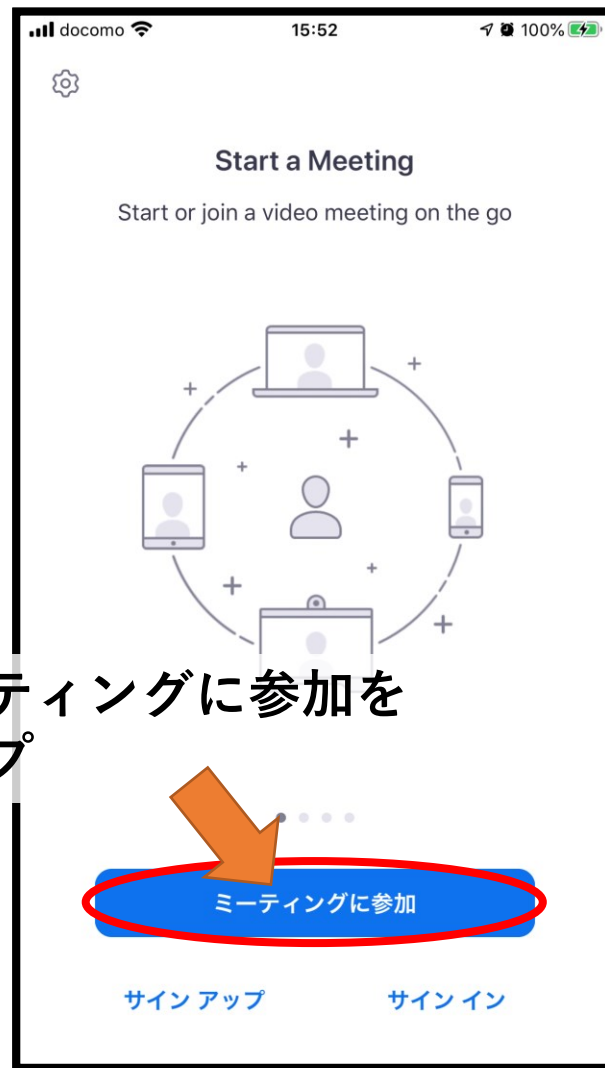 docomo 15:52 100%
Start a Meeting
Start or join a video meeting on the go
ティングに参加を
プ
ミーティングに参加
サイン アップ サイン イン